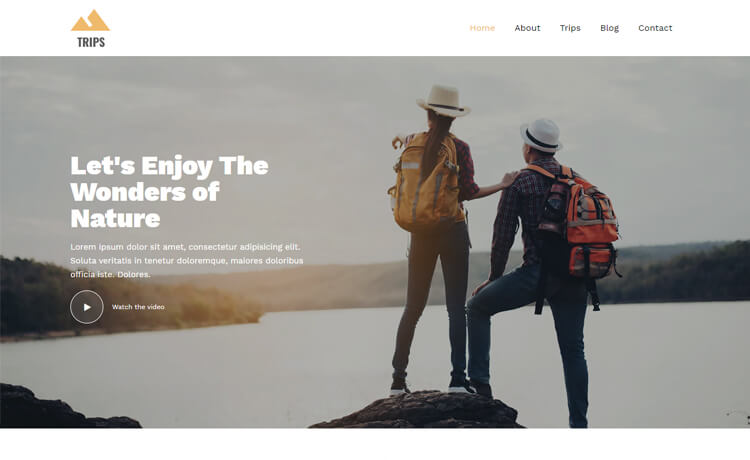 TRIPS
Home About Trips Blog Contact
Let's Enjoy The
Wonders of
Nature
Lorem ipsum dolor sit amet, consectetur adipisicing elit.
Soluta veritatis in tenetur doloremque, maiores doloribus
officia iste. Dolores.
Watch the video